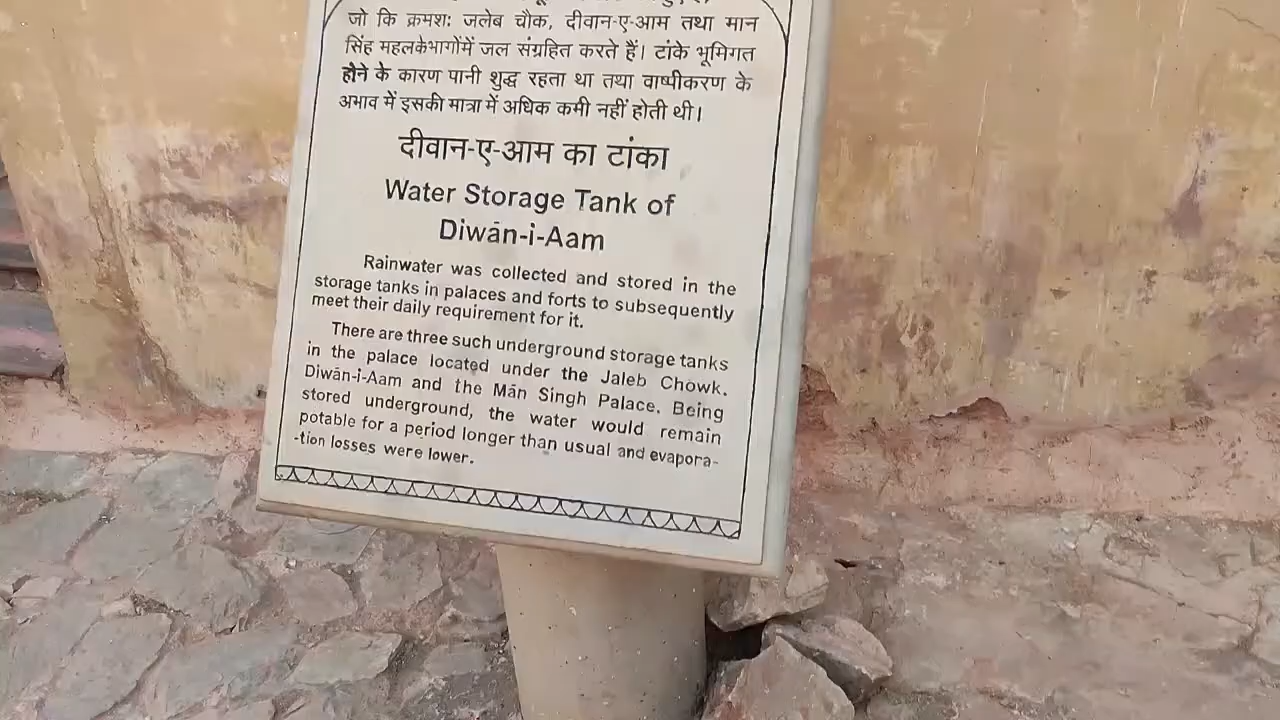 जो कि क्रमशः जलेब चौक, दीवान-ए-आम तथा मान
सिंह महलकेभागोंमें जल संग्रहित करते हैं। टांके भूमिगत
होने के कारण पानी शुद्ध रहता था तथा वाष्पीकरण के
अभाव में इसकी मात्रा में अधिक कमी नहीं होती थी।
दीवान-ए-आम का टांका
Water Storage Tank of
Diwān-i-Aam
Rainwater was collected and stored in the
storage tanks in palaces and forts to subsequently
meet their daily requirement for it.
There are three such underground storage tanks
in the palace located under the Jaleb Chowk.
Diwān-i-Aam and the Mān Singh Palace. Being
stored underground, the water would remain
potable for a period longer than usual and evapora-
-tion losses were lower.